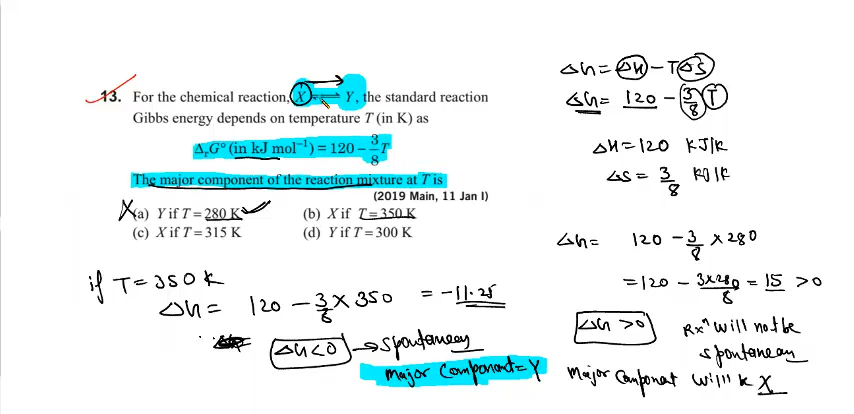 13. For the chemical reaction, X ⇌ Y, the standard reaction
Gibbs energy depends on temperature T (in K) as
ΔrG° (in kJ mol⁻¹) = 120 − 3/8 T
The major component of the reaction mixture at T is
(2019 Main, 11 Jan I)
(a) Y if T = 280 K
(b) X if T = 350 K
(c) X if T = 315 K
(d) Y if T = 300 K
if T = 350 K
ΔG = 120 − 3/8 × 350 = −11.25
ΔG < 0 → spontaneous
Major Component = Y
ΔG = ΔH − TΔS
ΔG = 120 − 3/8 T
ΔH = 120 KJ/K
ΔS = 3/8 KJ/K
ΔG = 120 − 3/8 × 280
= 120 − 3×280/8 = 15 > 0
ΔG > 0 Rxⁿ will not be
spontaneous
Major Component will be X